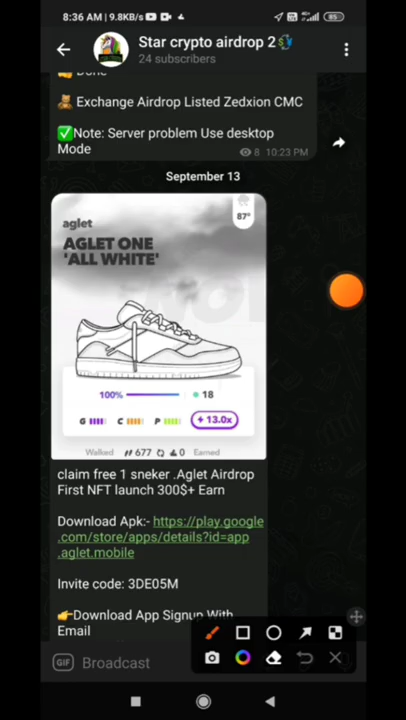 8:36 AM | 9.8KB/s
85
Star crypto airdrop 2
24 subscribers
Done
Exchange Airdrop Listed Zedxion CMC
Note: Server problem Use desktop
Mode
8 10:23 PM
September 13
87°
aglet
AGLET ONE
'ALL WHITE'
100%
18
G C P 13.0x
Walked 677 0 Earned
claim free 1 sneker .Aglet Airdrop
First NFT launch 300$+ Earn
Download Apk:- https://play.google
.com/store/apps/details?id=app
.aglet.mobile
Invite code: 3DE05M
Download App Signup With
Email
GIF Broadcast